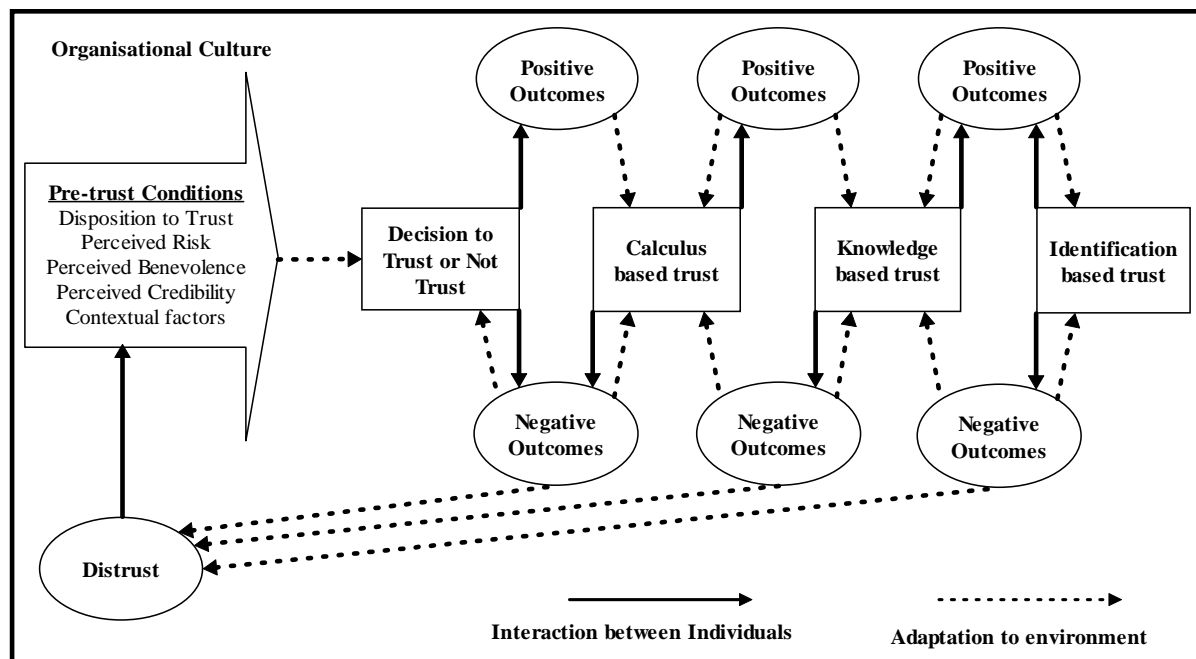 Organisational Culture
Pre-trust Conditions
Disposition to Trust
Perceived Risk
Perceived Benevolence
Perceived Credibility
Contextual factors
Positive
Outcomes
Positive
Outcomes
Positive
Outcomes
Decision to
Trust or Not
Trust
Calculus
based trust
Knowledge
based trust
Identification
based trust
Negative
Outcomes
Negative
Outcomes
Negative
Outcomes
Distrust
Interaction between Individuals
Adaptation to environment